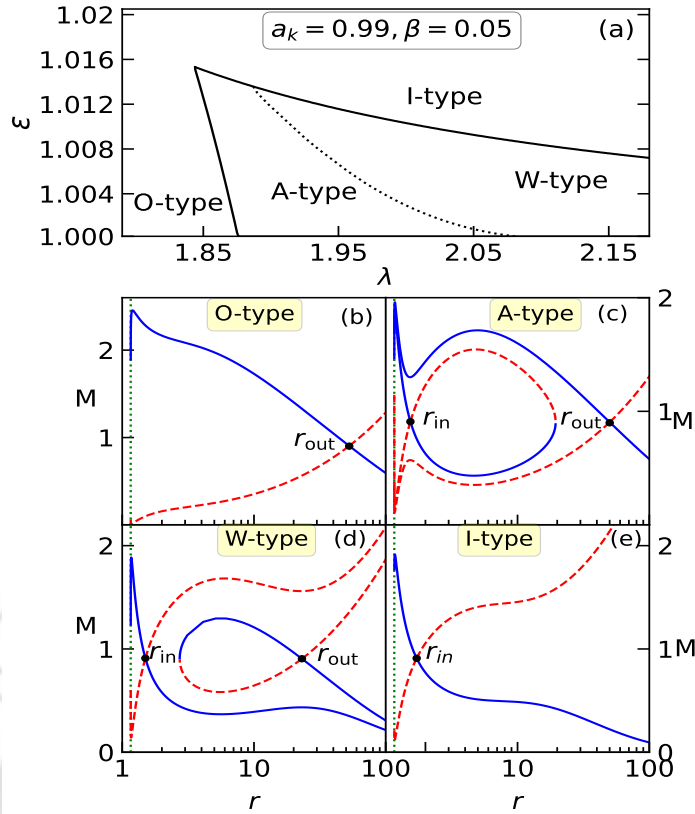 1.02
a_k = 0.99, β = 0.05
(a)
1.016
I-type
ε
1.012
1.008
W-type
1.004
O-type
A-type
1.000
1.85
1.95
2.05
2.15
λ
O-type
(b)
A-type
(c)
2
2
M
r_in
r_out
1
M
1
r_out
W-type
(d)
I-type
(e)
2
2
M
r_in
r_out
r_in
1
1
M
0
0
1
10
100
10
100
r
r